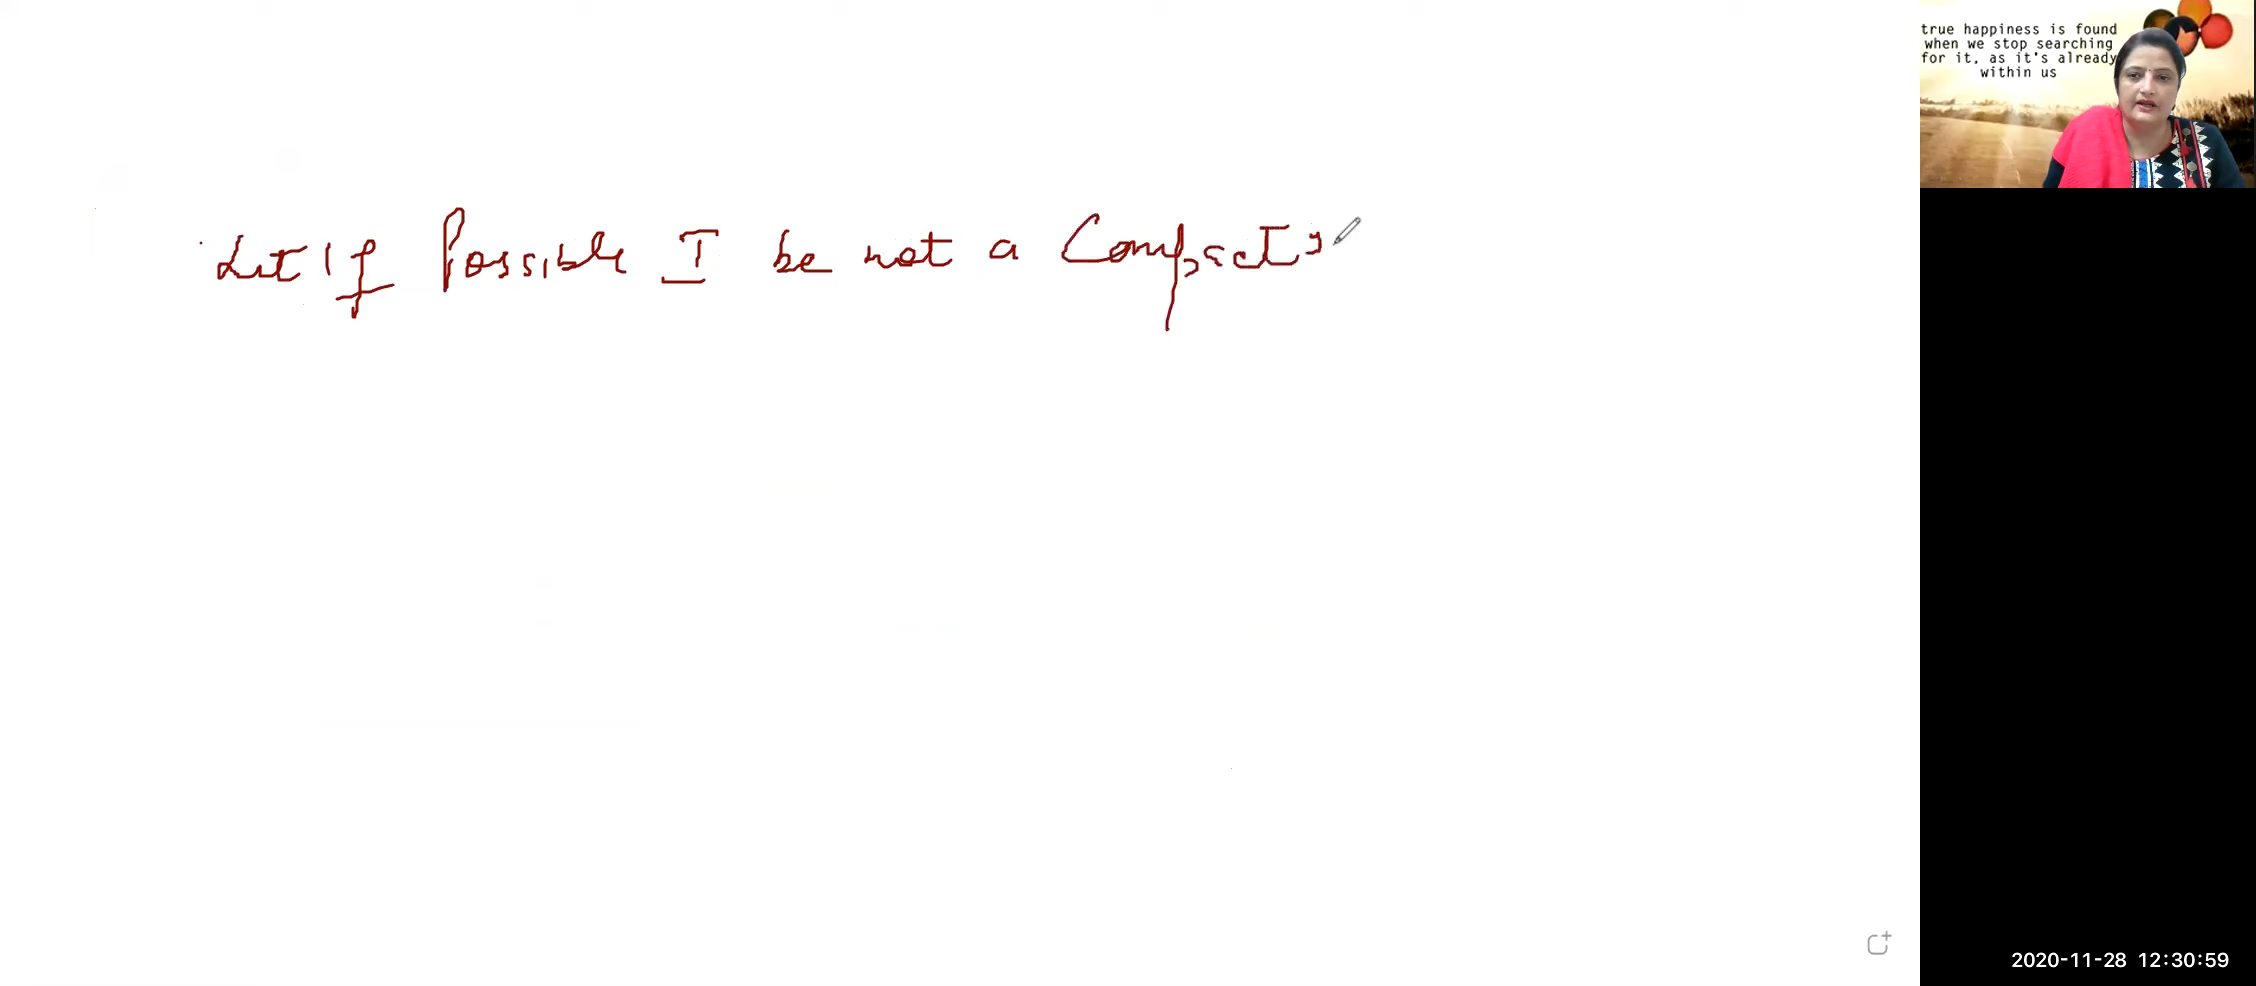 Let if Possible I be not a Compact
true happiness is found
when we stop searching
for it, as it's already
within us
2020-11-28 12:30:59